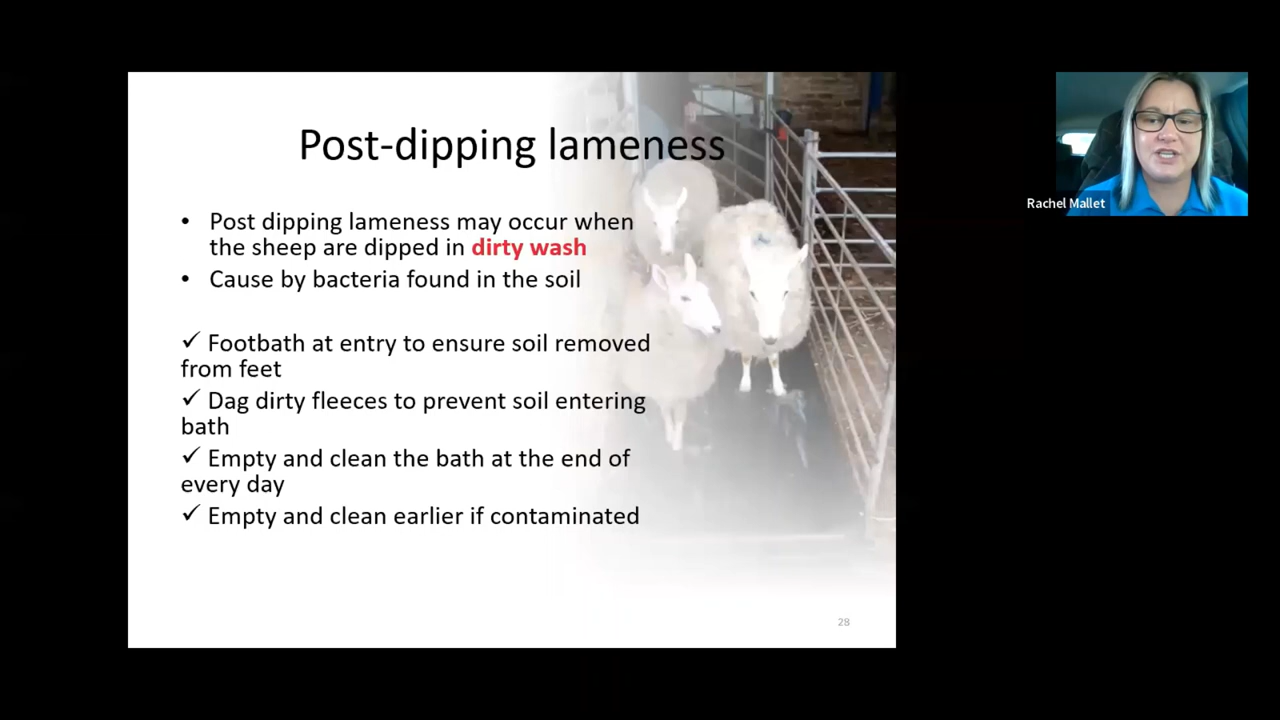 Post-dipping lameness
Rachel Mallet
• Post dipping lameness may occur when
the sheep are dipped in dirty wash
• Cause by bacteria found in the soil
✓ Footbath at entry to ensure soil removed
from feet
✓ Dag dirty fleeces to prevent soil entering
bath
✓ Empty and clean the bath at the end of
every day
✓ Empty and clean earlier if contaminated
28